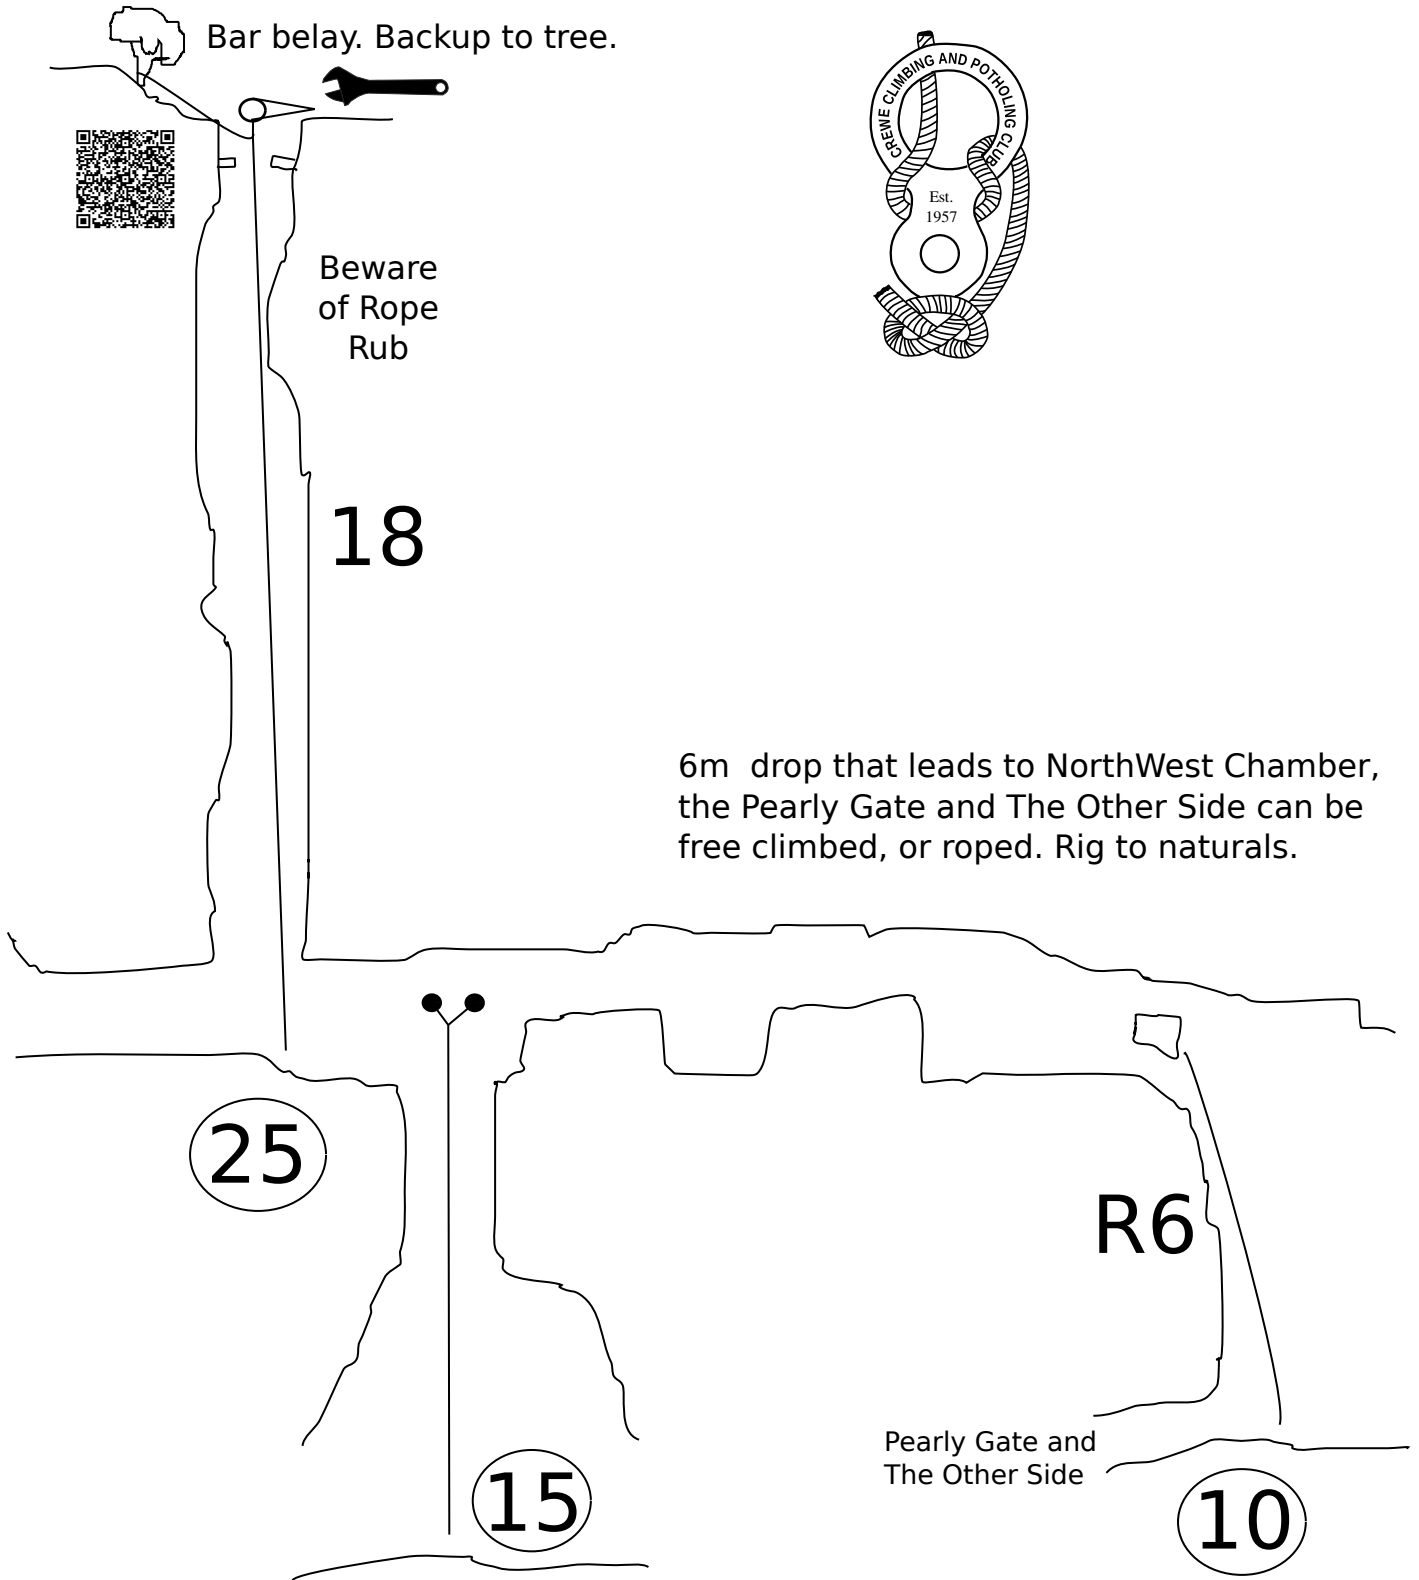 Bar belay. Backup to tree.
CREWE CLIMBING AND POTHOLING CLUB
Est.
1957
Beware
of Rope
Rub
18
6m  drop that leads to NorthWest Chamber,
the Pearly Gate and The Other Side can be
free climbed, or roped. Rig to naturals.
25
R6
Pearly Gate and
The Other Side
15
10